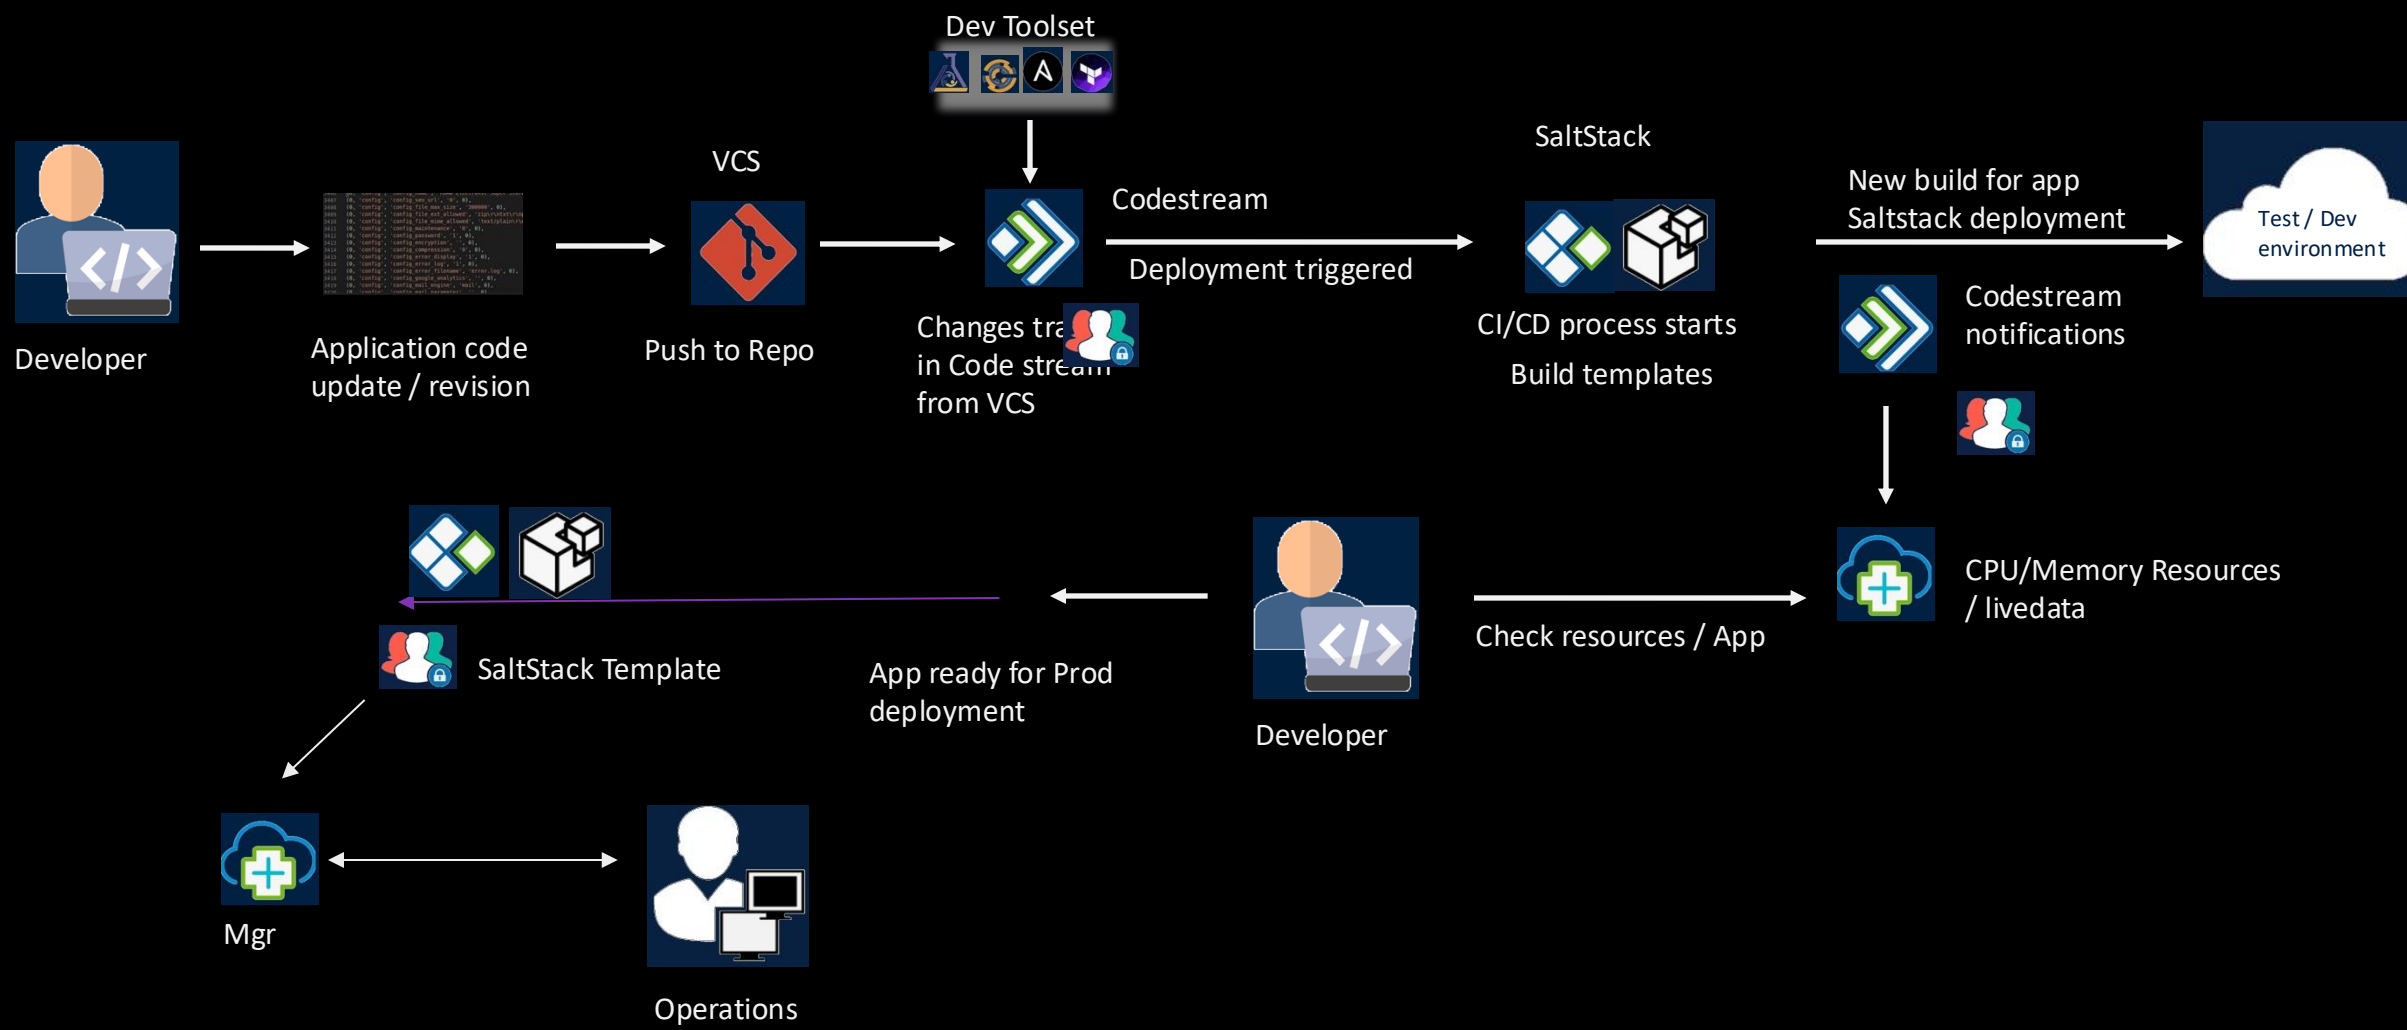 Dev Toolset
SaltStack
VCS
New build for app
Saltstack deployment
Codestream
Deployment triggered
Test / Dev
environment
Developer
Application code
update / revision
Push to Repo
Changes tra
in Code stream
from VCS
CI/CD process starts
Build templates
Codestream
notifications
CPU/Memory Resources
/ livedata
Check resources / App
SaltStack Template
App ready for Prod
deployment
Developer
Mgr
Operations